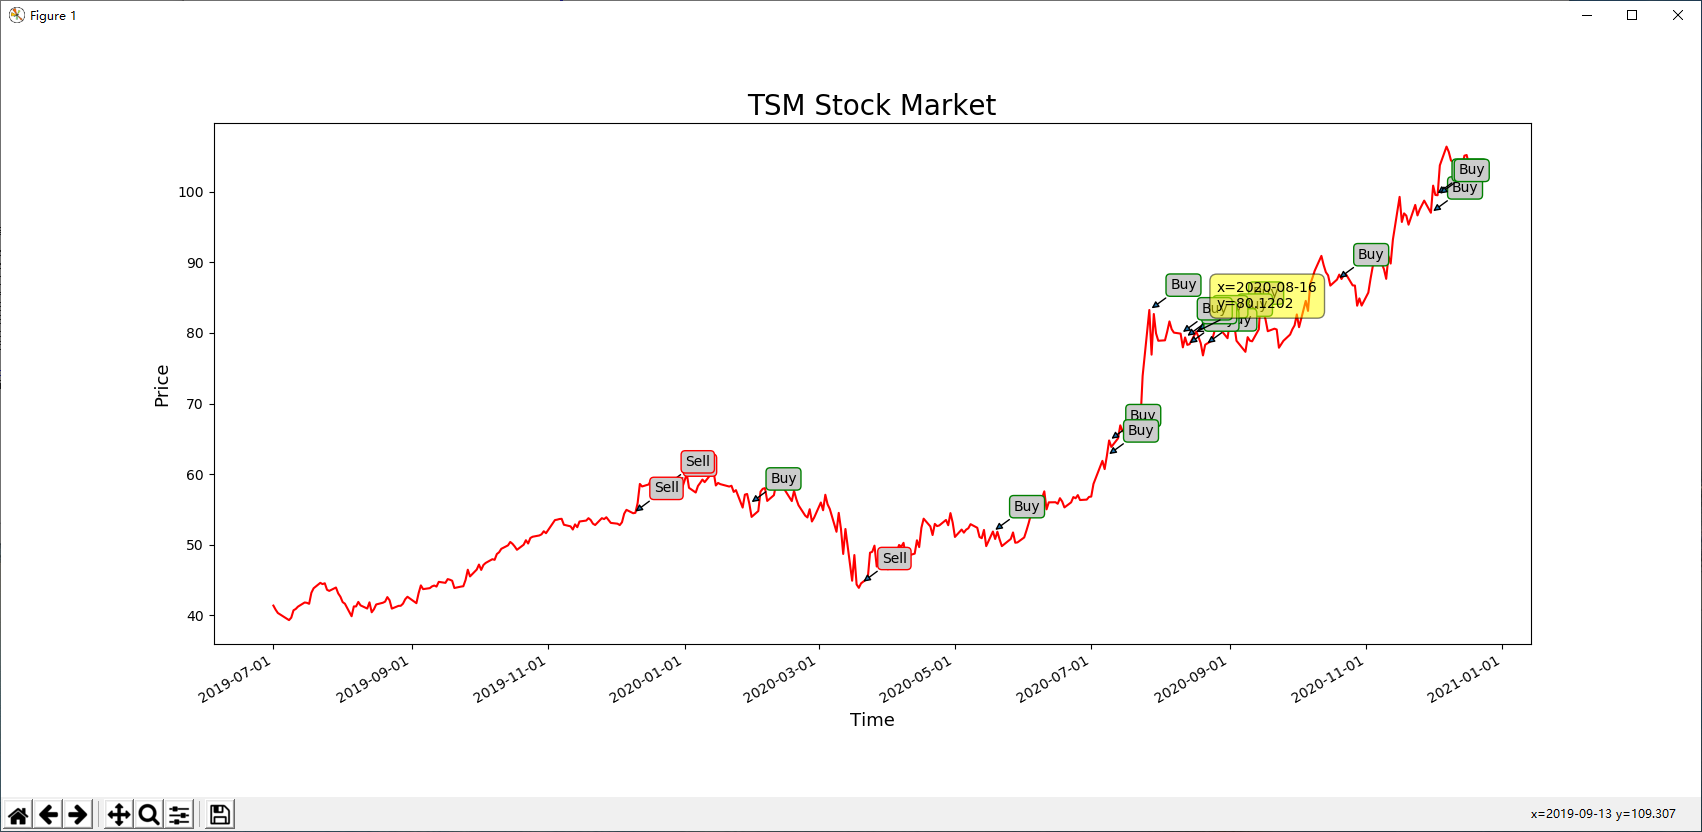 Figure 1
TSM Stock Market
Price
100
90
80
70
60
50
40
Buy
Buy
Buy
Buy
Buy
x=2020-08-16
y=80.1202
Buy
Buy
Sell
Sell
Buy
Buy
Sell
2019-07-01
2019-09-01
2019-11-01
2020-01-01
2020-03-01
2020-05-01
2020-07-01
2020-09-01
2020-11-01
2021-01-01
Time
x=2019-09-13 y=109.307